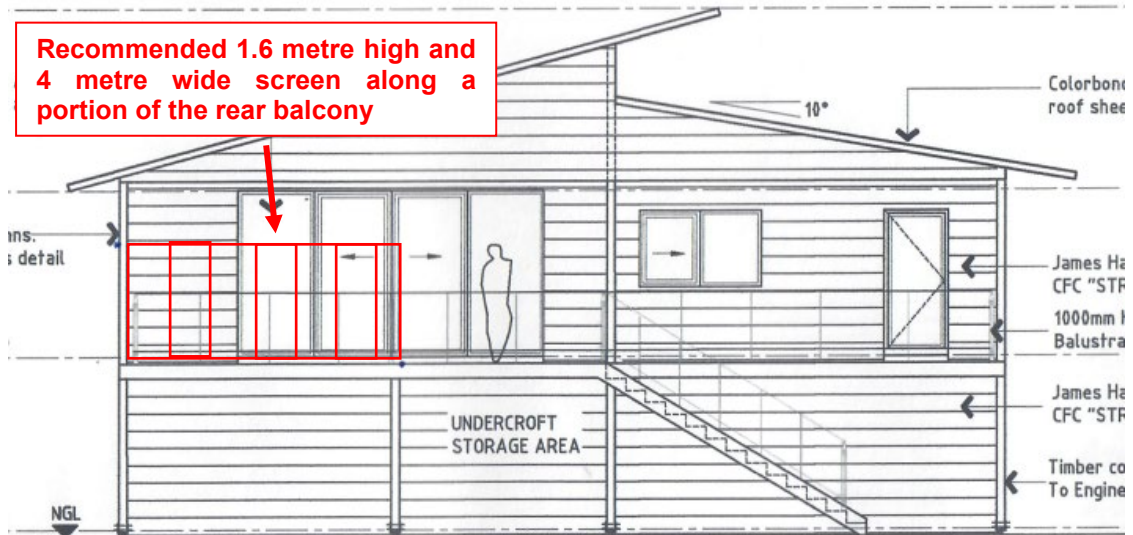 Recommended 1.6 metre high and
4 metre wide screen along a
portion of the rear balcony
10°
Colorbond
roof shee
ns.
s detail
James Ha
CFC "STR
1000mm h
Balustra
James Ha
CFC "STR
UNDERCROFT
STORAGE AREA
Timber co
To Engine
NGL